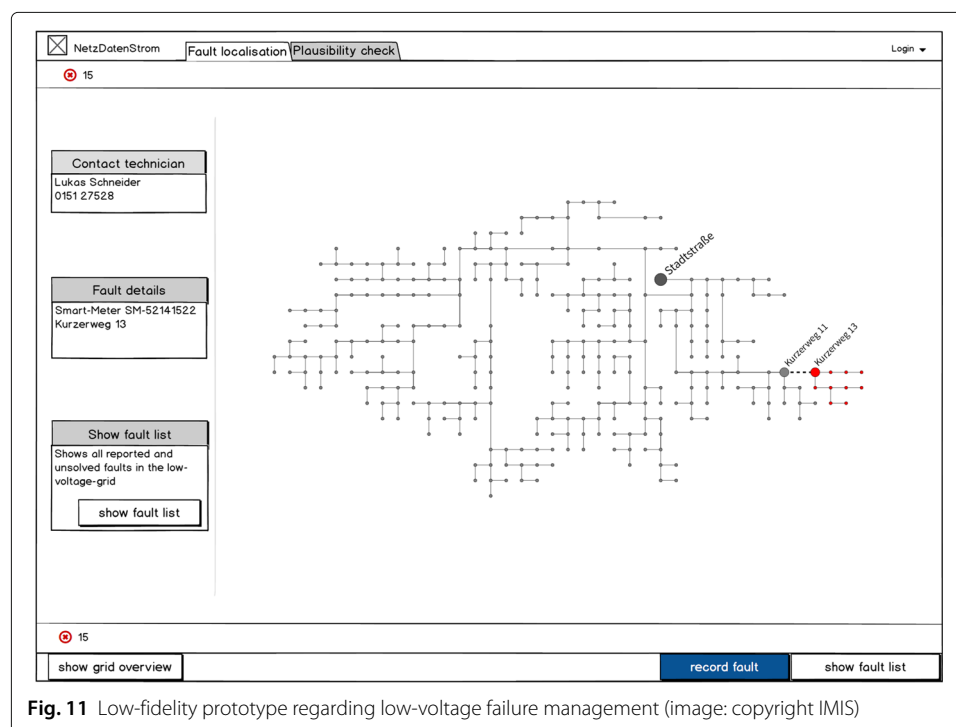 NetzDatenStrom
Fault localisation
Plausibility check
Login
15
Contact technician
Lukas Schneider
0151 27528
Fault details
Smart-Meter SM-52141522
Kurzerweg 13
Show fault list
Shows all reported and
unsolved faults in the low-
voltage-grid
show fault list
Stadtstraße
Kurzerweg 11
Kurzerweg 13
15
show grid overview
record fault
show fault list
Fig. 11 Low-fidelity prototype regarding low-voltage failure management (image: copyright IMIS)